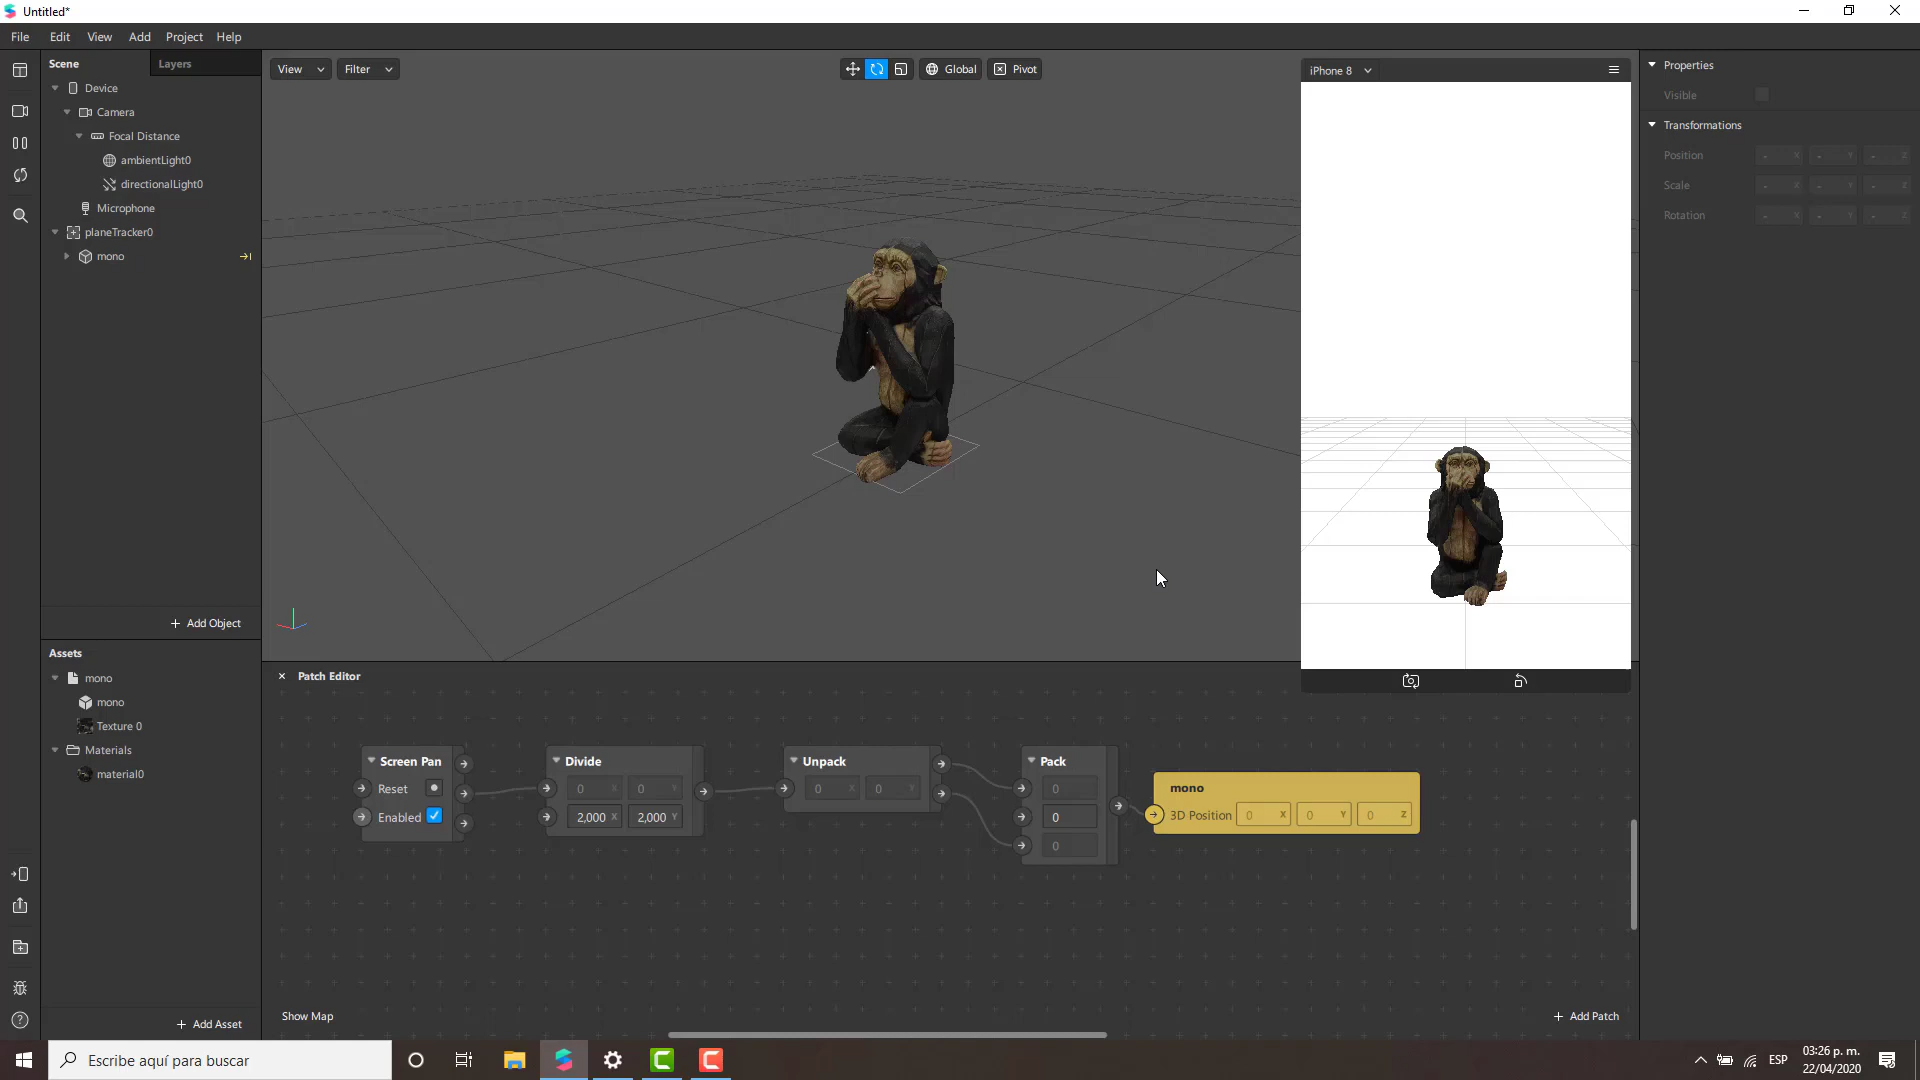 Untitled*
File Edit View Add Project Help
Scene Layers
Device
Camera
Focal Distance
ambientLight0
directionalLight0
Microphone
planeTracker0
mono
+ Add Object
Assets
mono
mono
Texture 0
Materials
material0
+ Add Asset
View Filter
Global Pivot
iPhone 8
Properties
Visible
Transformations
Position - X - Y - Z
Scale - X - Y - Z
Rotation - X - Y - Z
× Patch Editor
Screen Pan
Reset
Enabled
Divide
0 X 0 Y
2,000 X 2,000 Y
Unpack
0 X 0 Y
Pack
0
0
0
mono
3D Position 0 X 0 Y 0 Z
Show Map
+ Add Patch
Escribe aquí para buscar
ESP
03:26 p. m.
22/04/2020